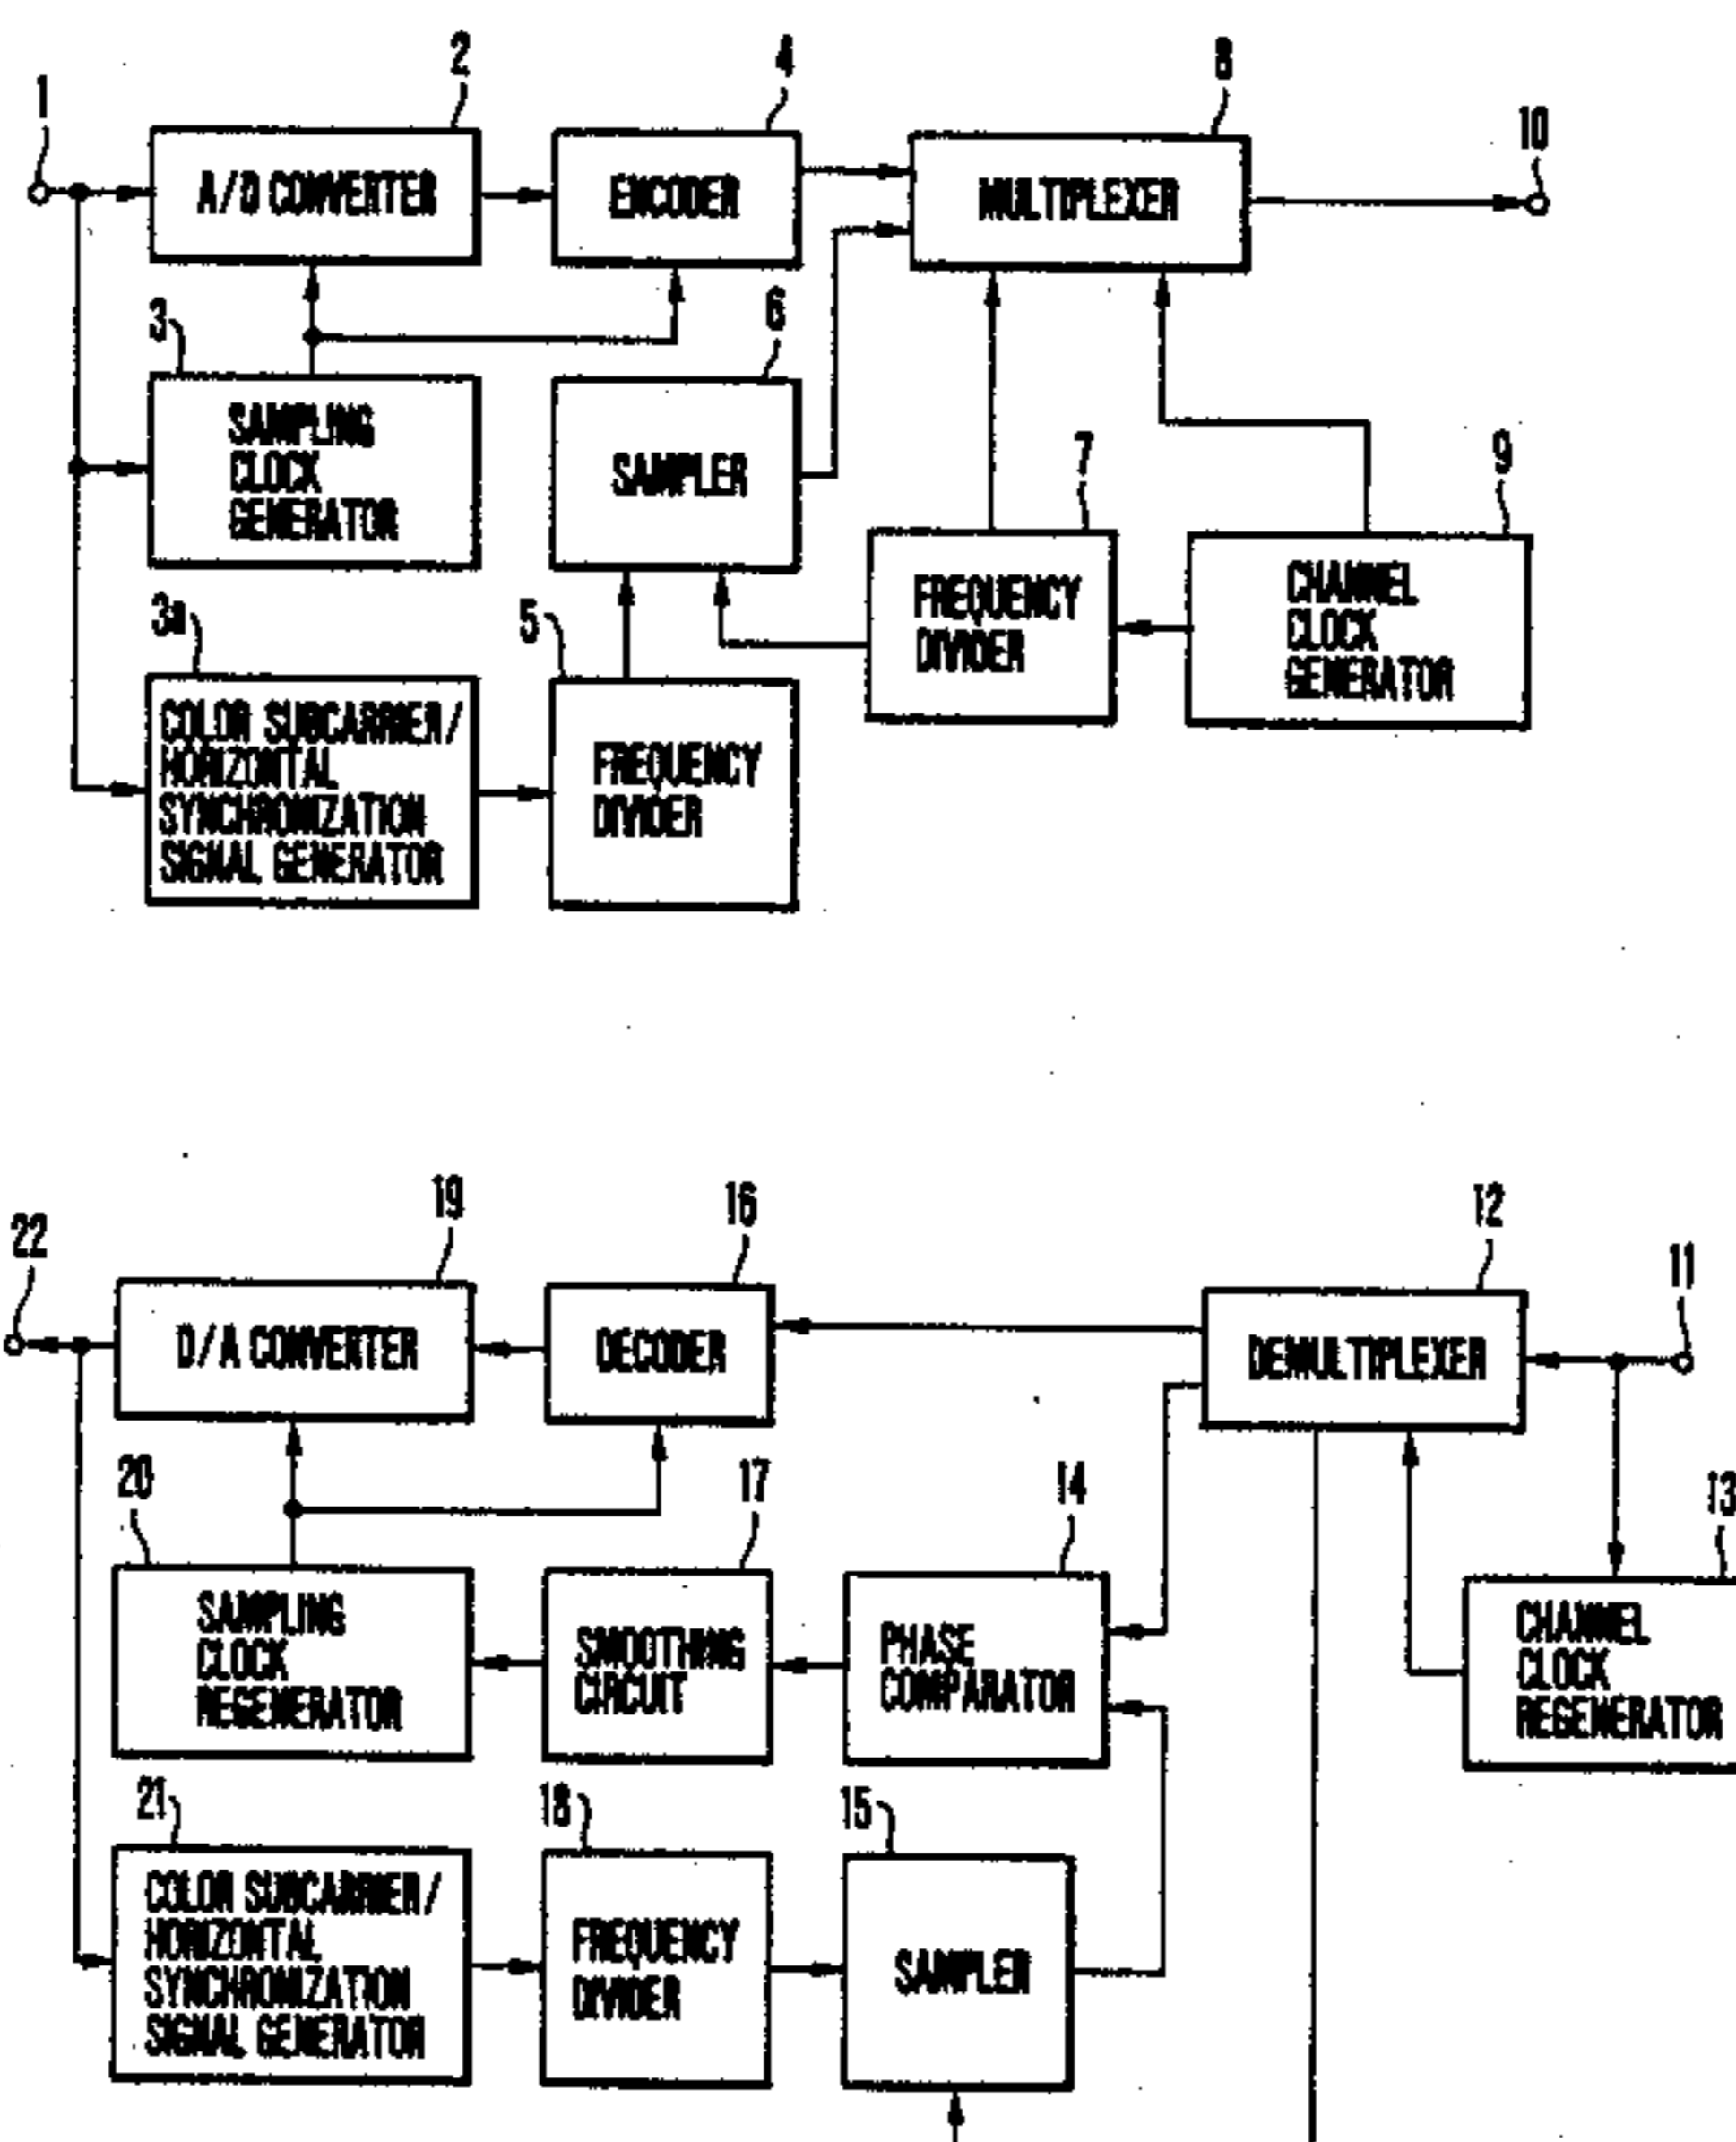 1
2
4
8
10
A/D CONVERTER
ENCODER
MULTIPLEXER
3
6
SAMPLING
CLOCK
GENERATOR
SAMPLER
7
9
3a
5
FREQUENCY
DIVIDER
CHANNEL
CLOCK
GENERATOR
COLOR SUBCARRIER/
HORIZONTAL
SYNCHRONIZATION
SIGNAL GENERATOR
FREQUENCY
DIVIDER
22
19
16
12
11
D/A CONVERTER
DECODER
DEMULTIPLEXER
20
17
14
13
SAMPLING
CLOCK
REGENERATOR
SMOOTHING
CIRCUIT
PHASE
COMPARATOR
CHANNEL
CLOCK
REGENERATOR
21
18
15
COLOR SUBCARRIER/
HORIZONTAL
SYNCHRONIZATION
SIGNAL GENERATOR
FREQUENCY
DIVIDER
SAMPLER